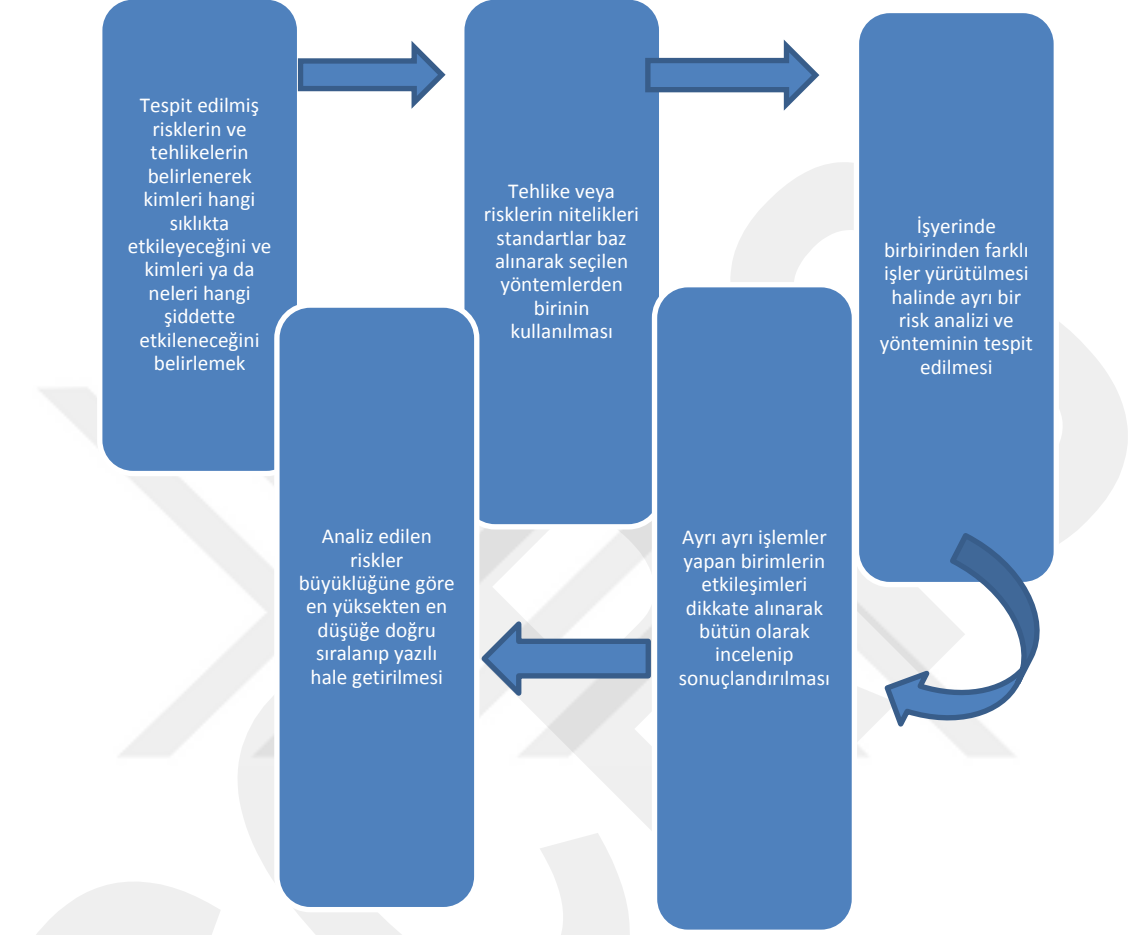 Tespit edilmiş
risklerin ve
tehlikelerin
belirlenerek
kimleri hangi
sıklıkta
etkileyeceğini ve
kimleri ya da
neleri hangi
şiddette
etkileneceğini
belirlemek
Tehlike veya
risklerin nitelikleri
standartlar baz
alınarak seçilen
yöntemlerden
birinin
kullanılması
İşyerinde
birbirinden farklı
işler yürütülmesi
halinde ayrı bir
risk analizi ve
yönteminin tespit
edilmesi
Ayrı ayrı işlemler
yapan birimlerin
etkileşimleri
dikkate alınarak
bütün olarak
incelenip
sonuçlandırılması
Analiz edilen
riskler
büyüklüğüne göre
en yüksekten en
düşüğe doğru
sıralanıp yazılı
hale getirilmesi